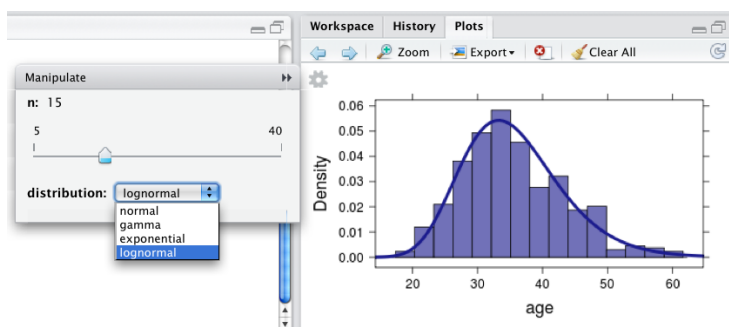 Workspace History Plots
Zoom Export Clear All
Manipulate
n: 15
5 40
distribution: lognormal
normal
gamma
exponential
lognormal
0.06
0.05
0.04
0.03
0.02
0.01
0.00
Density
20 30 40 50 60
age